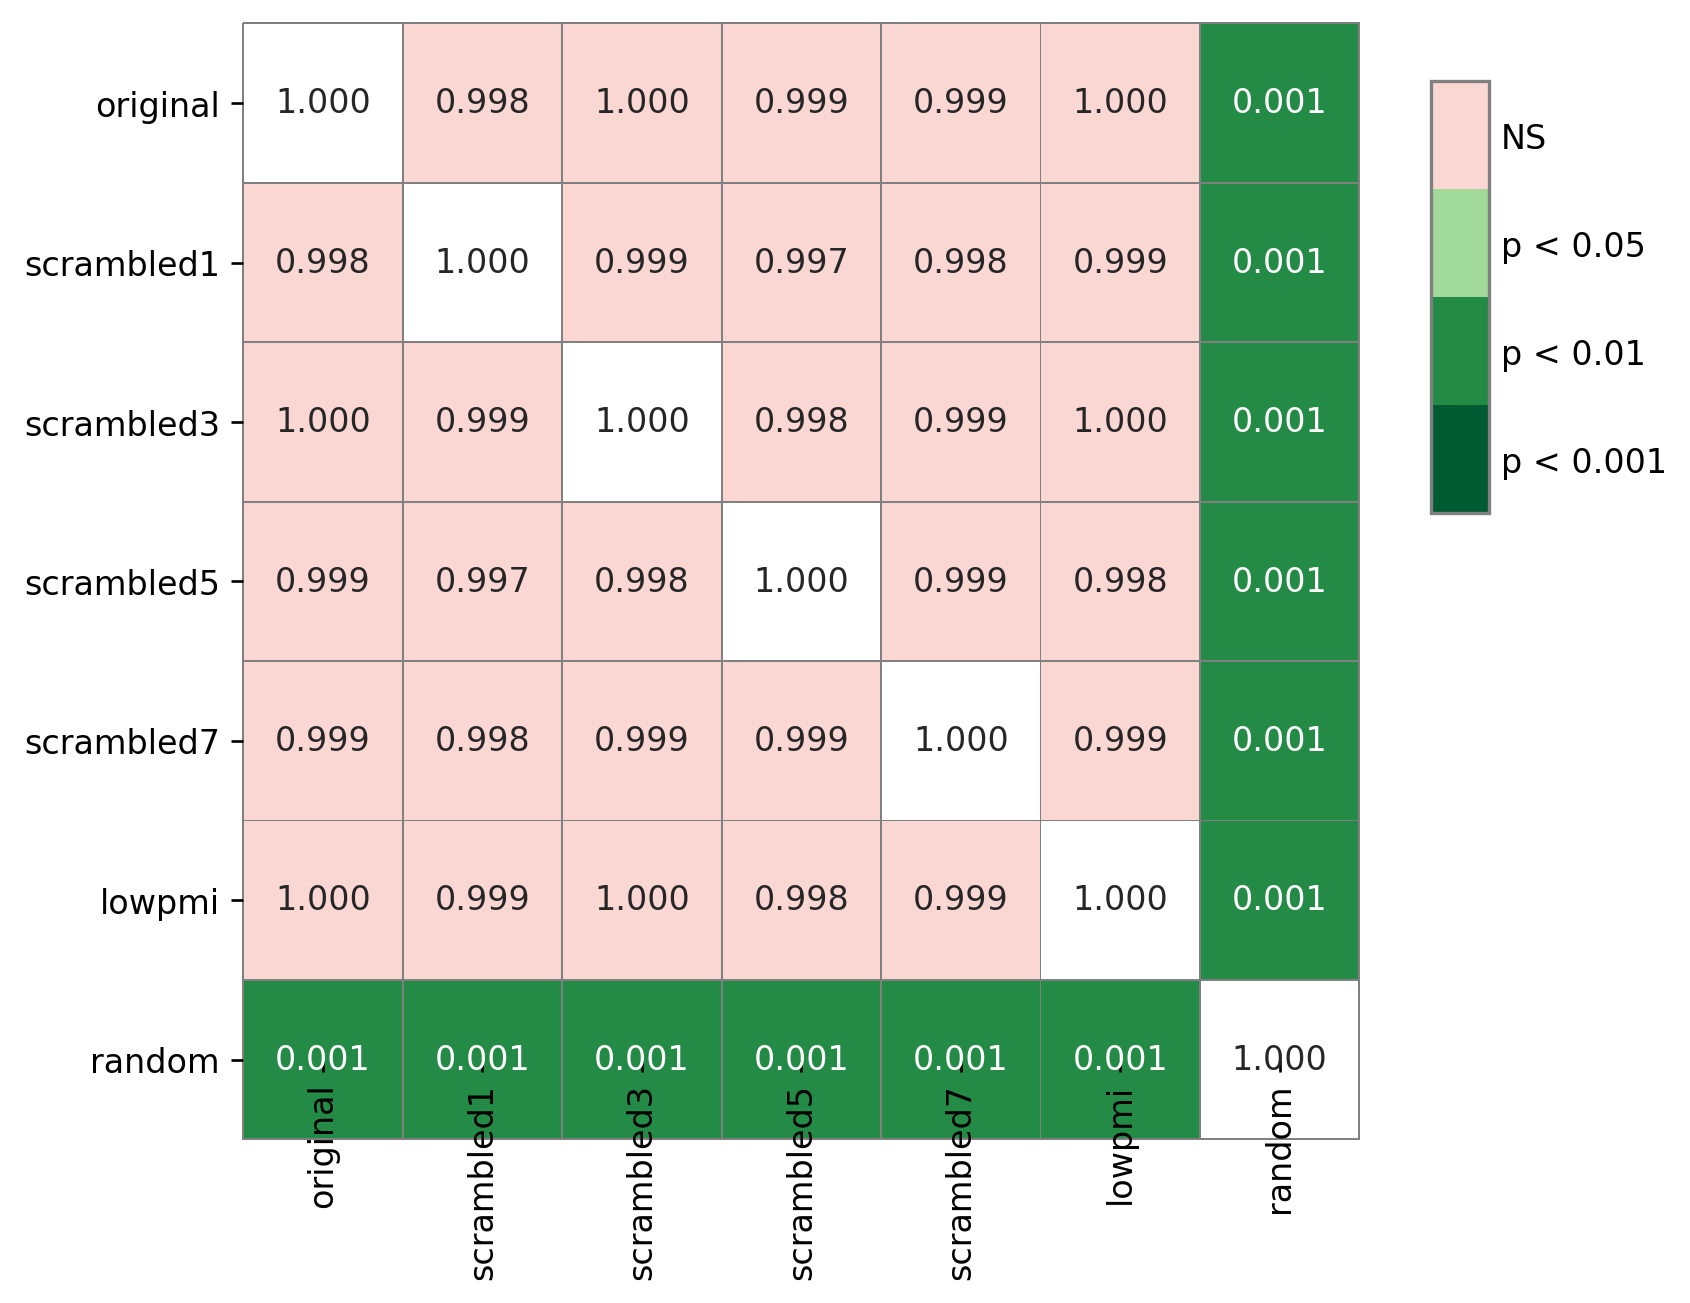 original 1.000 0.998 1.000 0.999 0.999 1.000 0.001
scrambled1 0.998 1.000 0.999 0.997 0.998 0.999 0.001
scrambled3 1.000 0.999 1.000 0.998 0.999 1.000 0.001
scrambled5 0.999 0.997 0.998 1.000 0.999 0.998 0.001
scrambled7 0.999 0.998 0.999 0.999 1.000 0.999 0.001
lowpmi 1.000 0.999 1.000 0.998 0.999 1.000 0.001
random 0.001 0.001 0.001 0.001 0.001 0.001 1.000
original
scrambled1
scrambled3
scrambled5
scrambled7
lowpmi
random
NS
p < 0.05
p < 0.01
p < 0.001